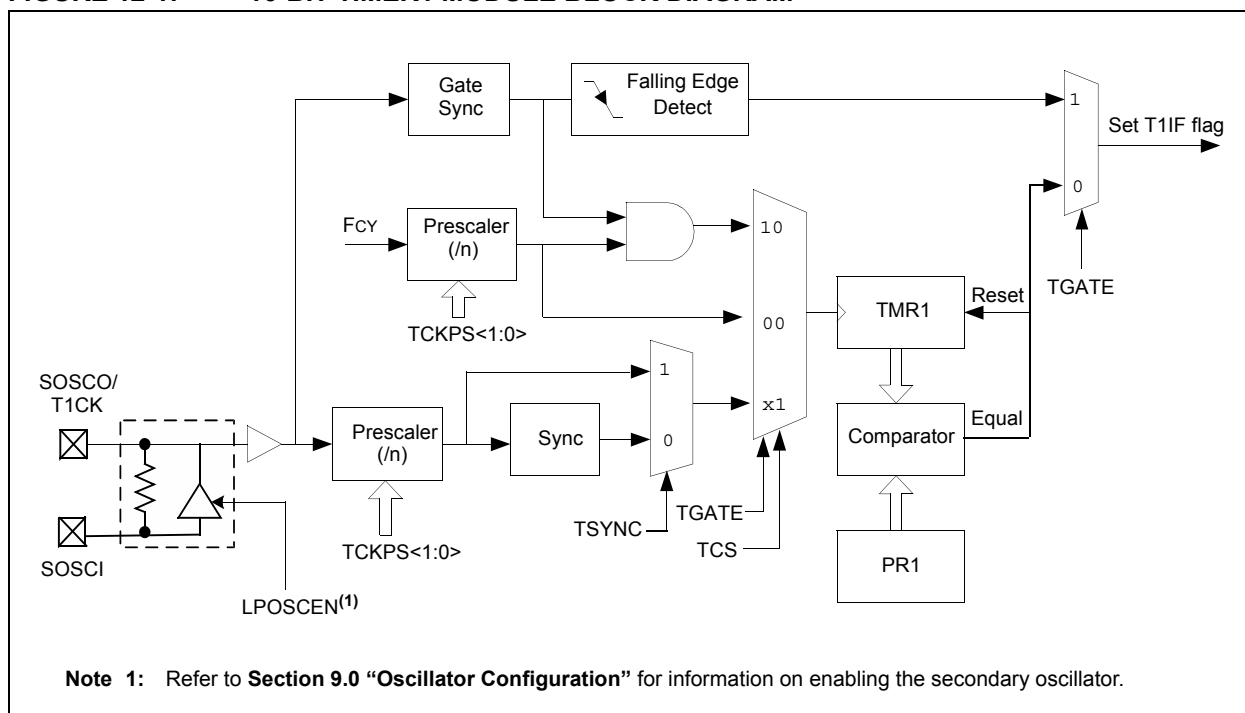 Gate
Sync
Falling Edge
Detect
1
Set T1IF flag
0
FCY
Prescaler
(/n)
10
TGATE
TCKPS<1:0>
00
TMR1
Reset
SOSCO/
T1CK
1
x1
Prescaler
(/n)
Sync
0
Comparator
Equal
TSYNC
TGATE
TCS
SOSCI
TCKPS<1:0>
PR1
LPOSCEN(1)
Note 1: Refer to Section 9.0 “Oscillator Configuration” for information on enabling the secondary oscillator.